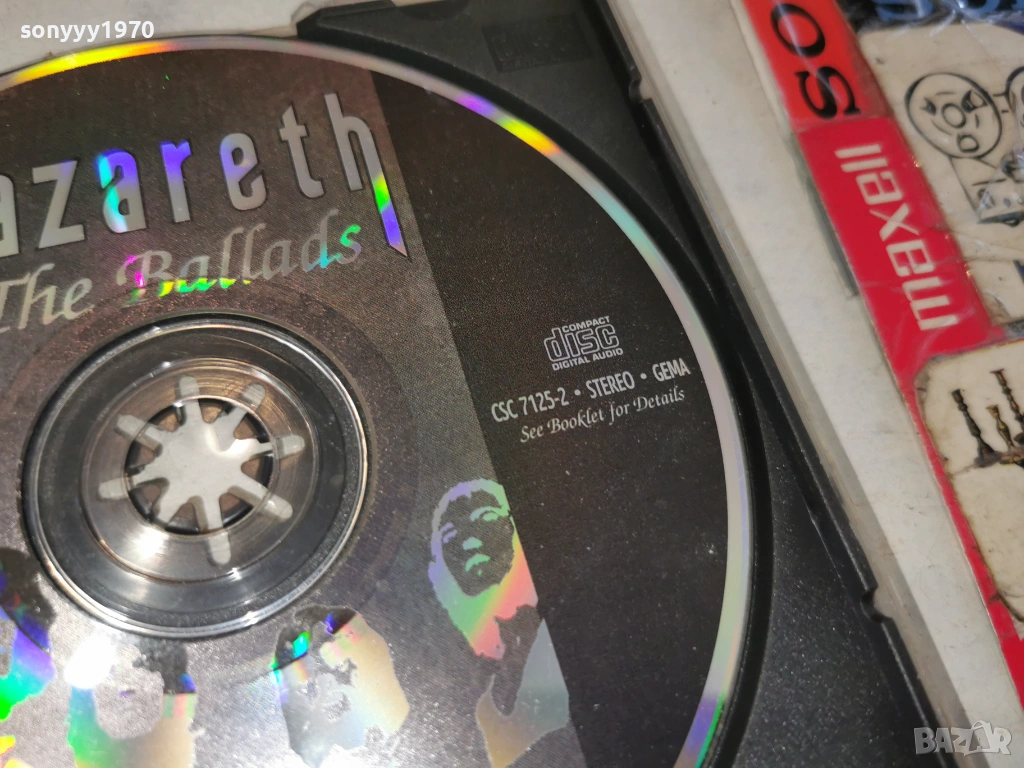 sonyyy1970
azareth
The Ballads
COMPACT
disc
DIGITAL AUDIO
CSC 7125-2 • STEREO • GEMA
See Booklet for Details
SO
maxell
BAZAR